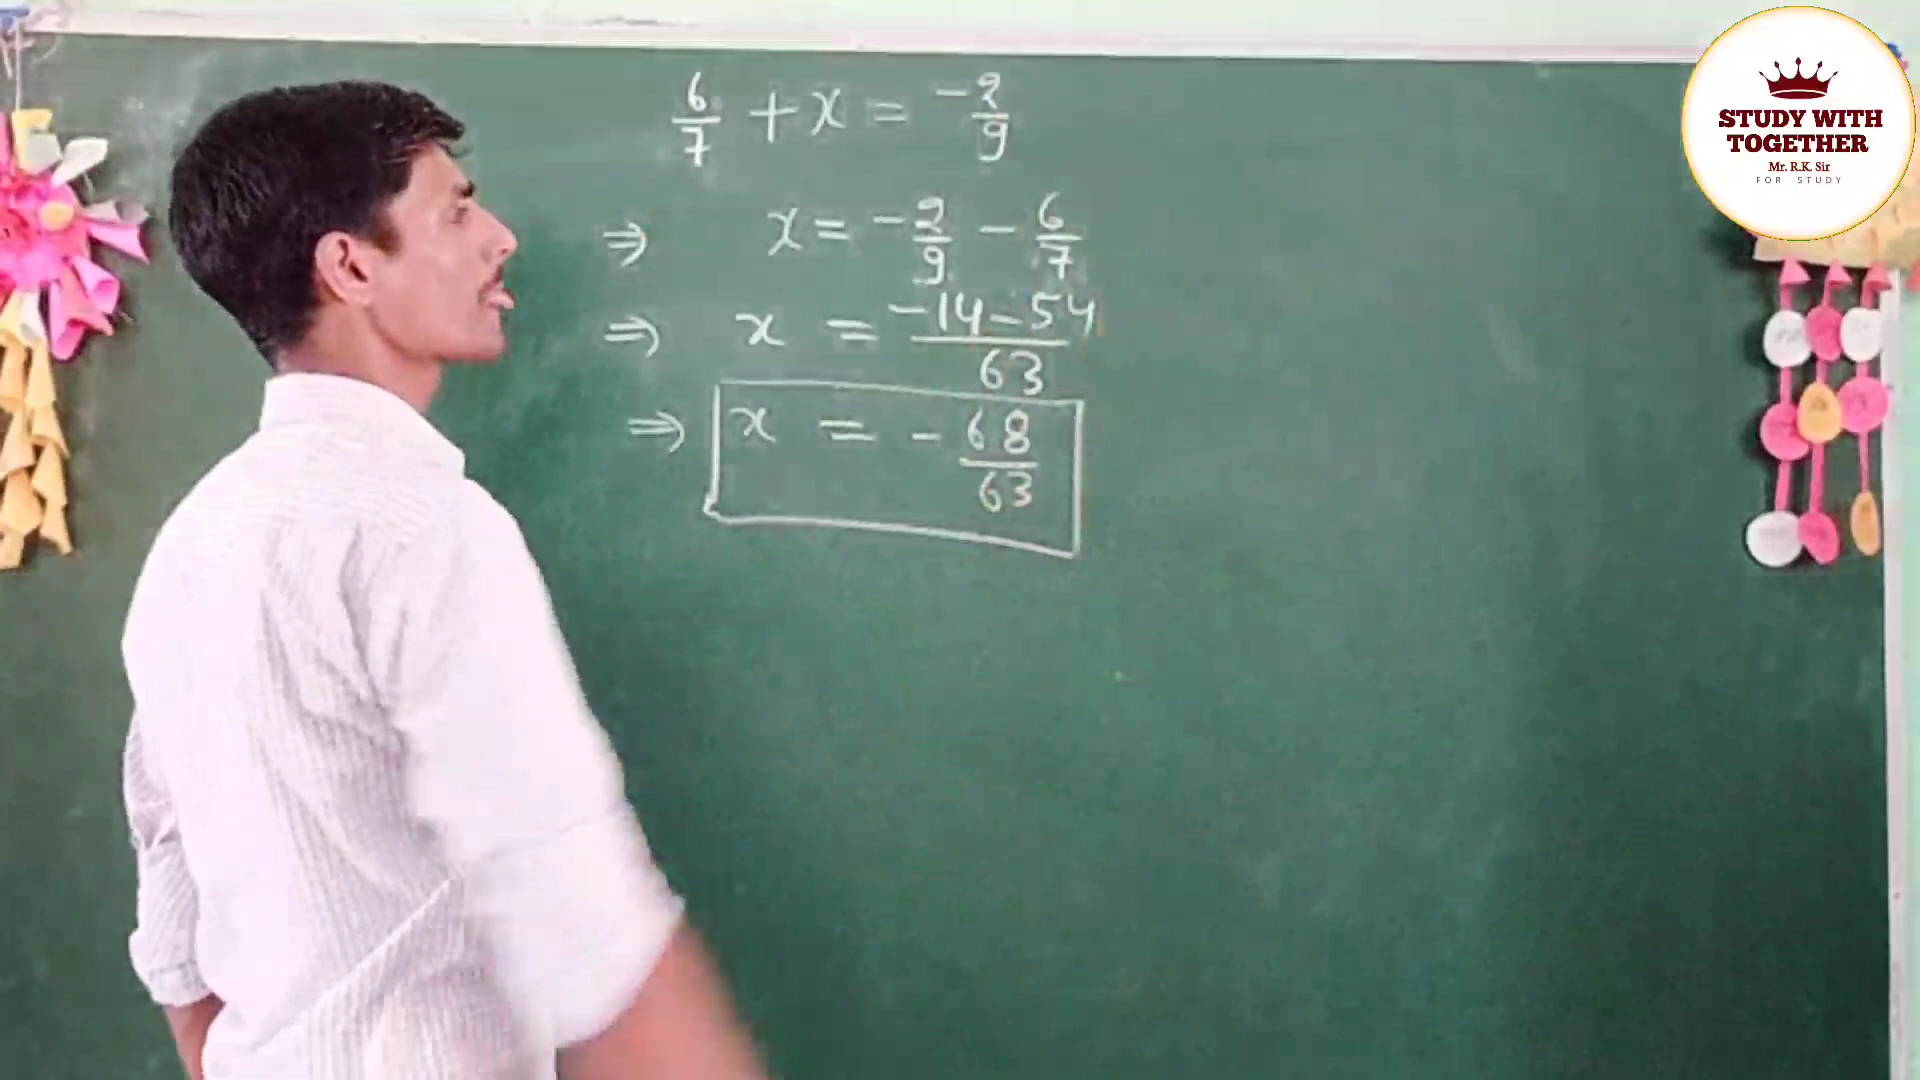 6/7 + x = -2/9
⇒ x = -2/9 - 6/7
⇒ x = -14-54/63
⇒ x = -68/63
STUDY WITH
TOGETHER
Mr. R.K. Sir
FOR STUDY